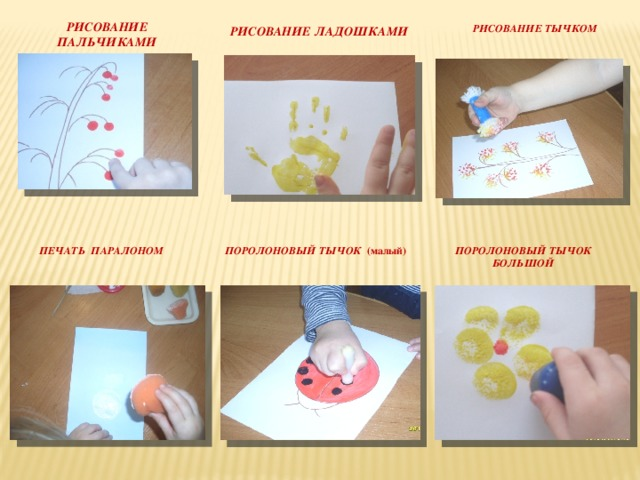 РИСОВАНИЕ
ПАЛЬЧИКАМИ
РИСОВАНИЕ ЛАДОШКАМИ
РИСОВАНИЕ ТЫЧКОМ
ПЕЧАТЬ ПАРАЛОНОМ
ПОРОЛОНОВЫЙ ТЫЧОК (малый)
ПОРОЛОНОВЫЙ ТЫЧОК
БОЛЬШОЙ